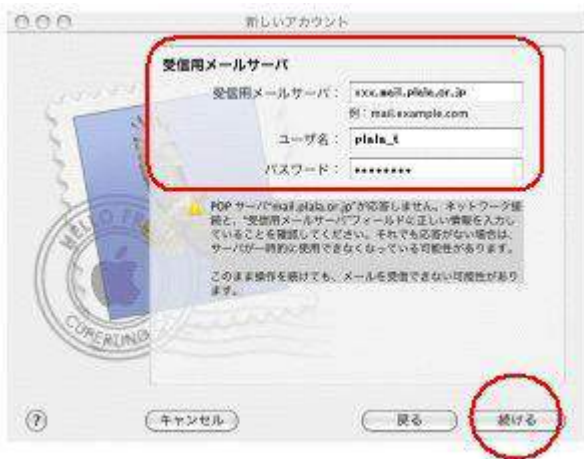 新しいアカウント
受信用メールサーバ
受信用メールサーバ： xxx.mail.plala.or.jp
例：mail.example.com
ユーザ名： plala_t
パスワード： ••••••••
POP サーバ"mail.plala.or.jp"が応答しません。ネットワーク接
続と、"受信用メールサーバ"フィールドに正しい情報を入力し
ていることを確認してください。それでも応答がない場合は、
サーバが一時的に使用できなくなっている可能性があります。
このまま操作を続けても、メールを受信できない可能性があり
ます。
HELLO FR
CUPERTINO
?
キャンセル
戻る
続ける